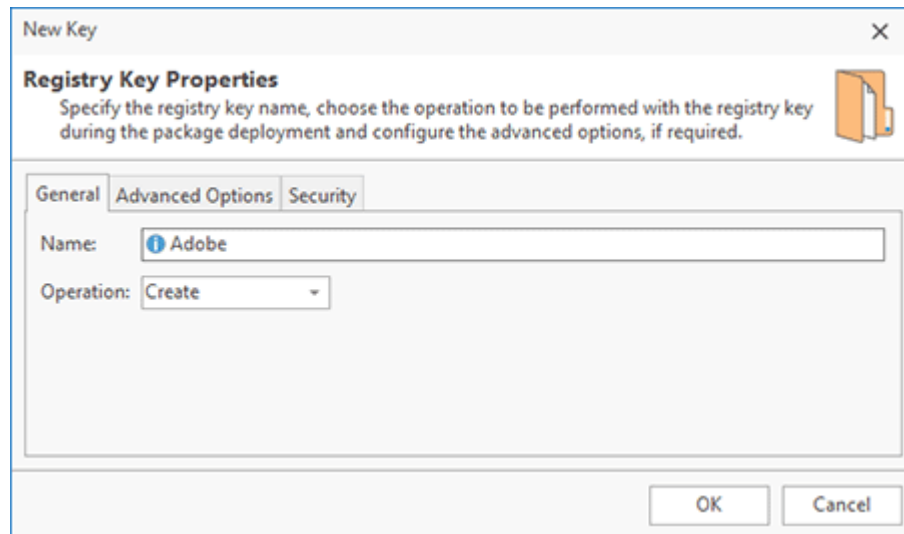 New Key
Registry Key Properties
Specify the registry key name, choose the operation to be performed with the registry key
during the package deployment and configure the advanced options, if required.
General Advanced Options Security
Name: Adobe
Operation: Create
OK Cancel